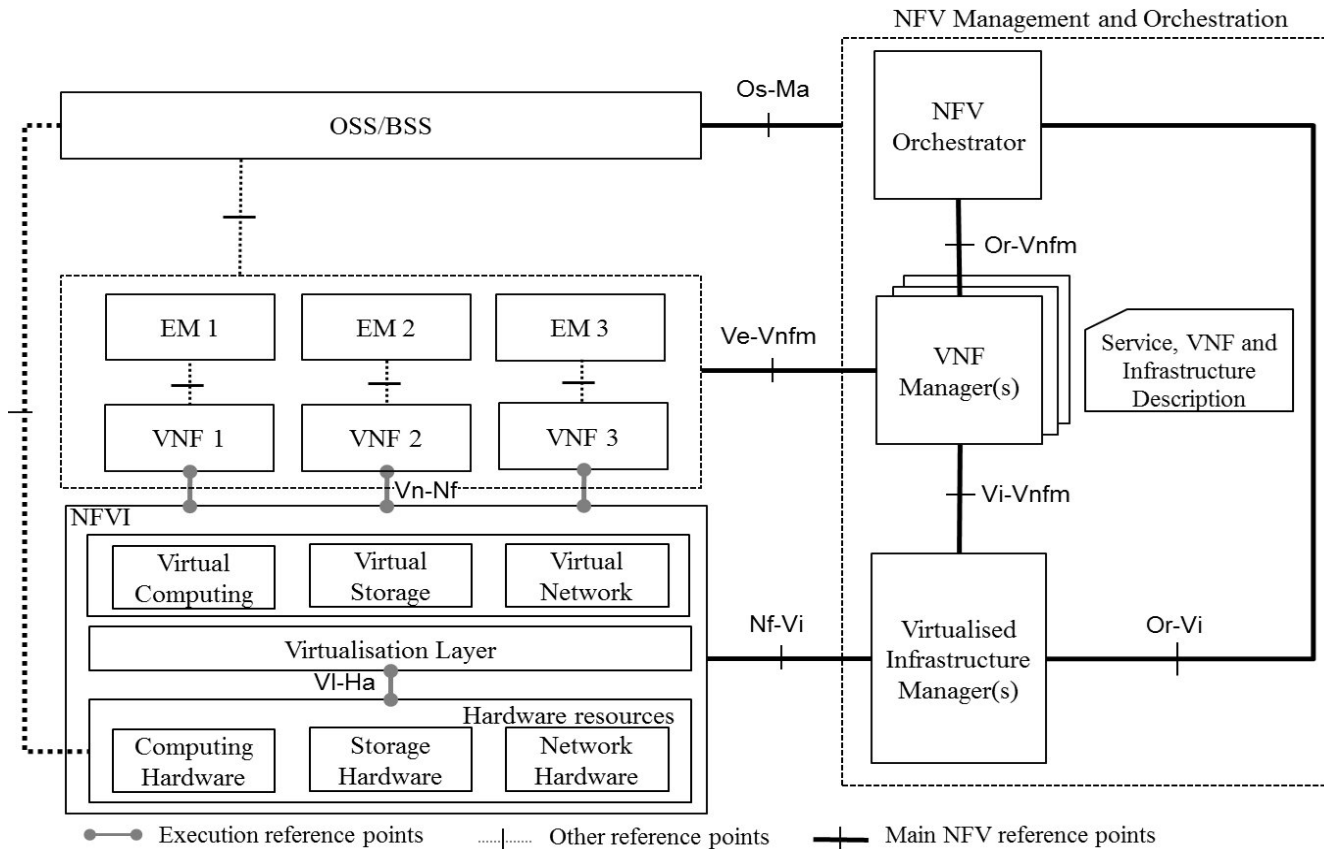 NFV Management and Orchestration
Os-Ma
OSS/BSS
NFV
Orchestrator
Or-Vnfm
EM 1
EM 2
EM 3
Ve-Vnfm
VNF
Manager(s)
Service, VNF and
Infrastructure
Description
VNF 1
VNF 2
VNF 3
Vn-Nf
Vi-Vnfm
NFVI
Virtual
Computing
Virtual
Storage
Virtual
Network
Nf-Vi
Or-Vi
Virtualisation Layer
Virtualised
Infrastructure
Manager(s)
Vl-Ha
Hardware resources
Computing
Hardware
Storage
Hardware
Network
Hardware
Execution reference points
Other reference points
Main NFV reference points